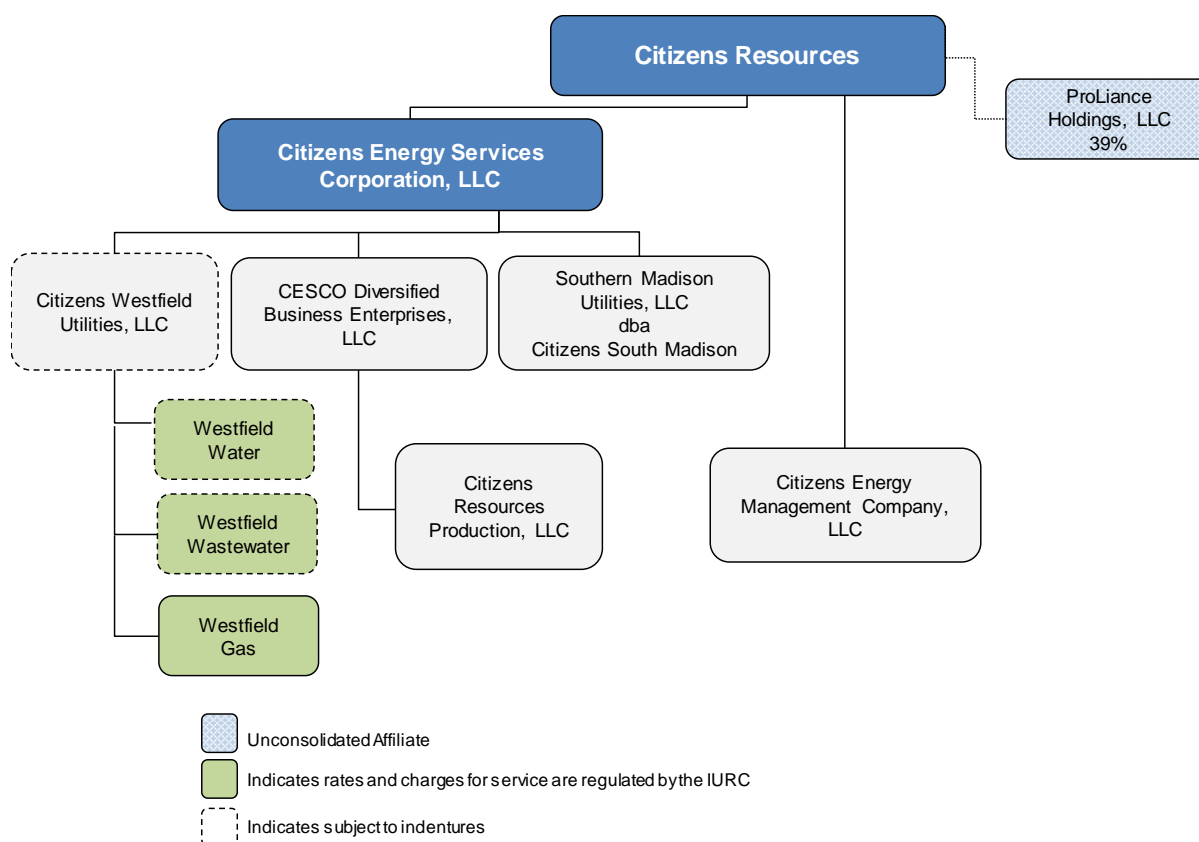 Citizens Resources
ProLiance
Holdings, LLC
39%
Citizens Energy Services
Corporation, LLC
Citizens Westfield
Utilities, LLC
CESCO Diversified
Business Enterprises,
LLC
Southern Madison
Utilities, LLC
dba
Citizens South Madison
Westfield
Water
Westfield
Wastewater
Westfield
Gas
Citizens
Resources
Production, LLC
Citizens Energy
Management Company,
LLC
Unconsolidated Affiliate
Indicates rates and charges for service are regulated by the IURC
Indicates subject to indentures